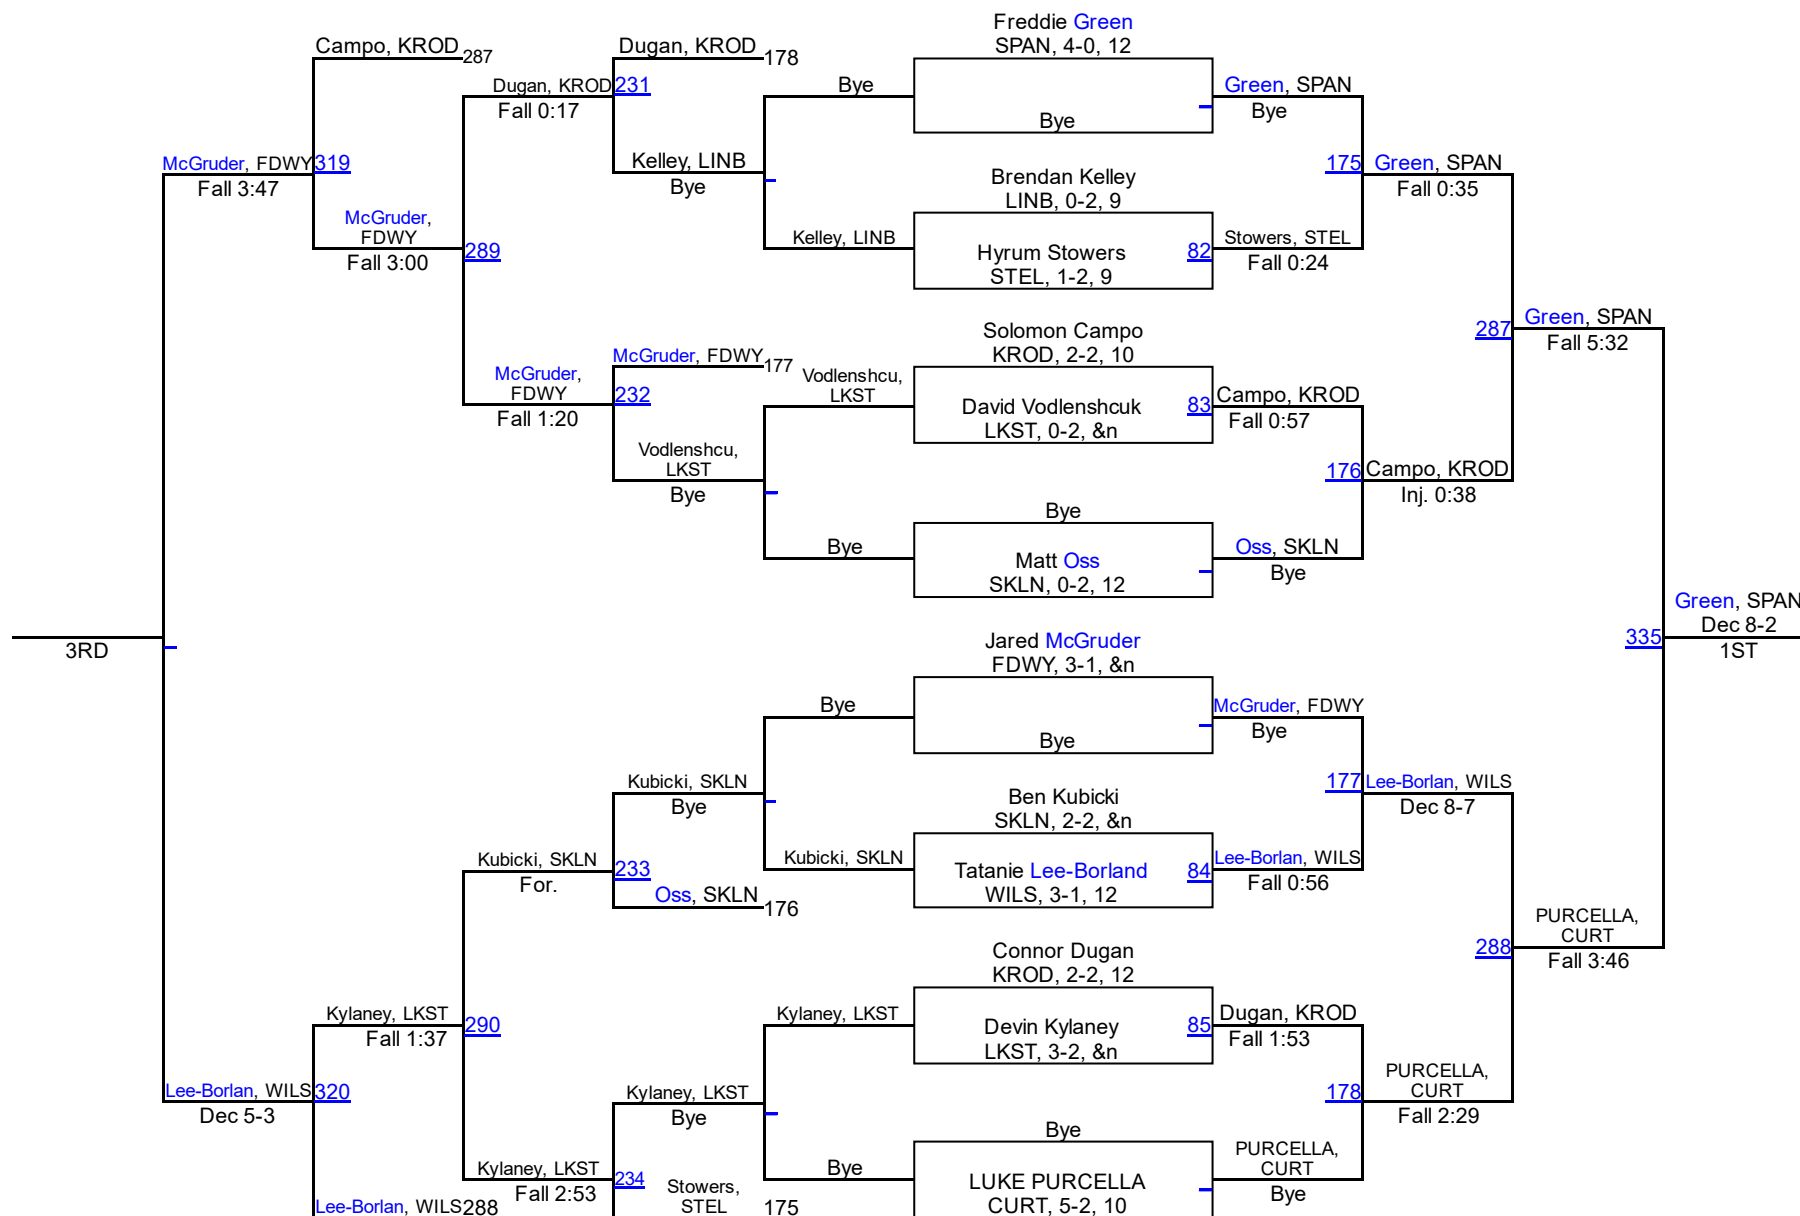 Freddie Green
SPAN, 4-0, 12
Campo, KROD
287
Dugan, KROD
178
Dugan, KROD
231
Fall 0:17
Bye
Bye
Green, SPAN
Bye
McGruder, FDWY
319
Fall 3:47
Kelley, LINB
Bye
175
Green, SPAN
Fall 0:35
Brendan Kelley
LINB, 0-2, 9
McGruder,
FDWY
Fall 3:00
289
Kelley, LINB
Hyrum Stowers
STEL, 1-2, 9
82
Stowers, STEL
Fall 0:24
Solomon Campo
KROD, 2-2, 10
287
Green, SPAN
Fall 5:32
McGruder, FDWY
177
McGruder,
FDWY
232
Fall 1:20
Vodlenshcu,
LKST
David Vodlenshcuk
LKST, 0-2, &n
83
Campo, KROD
Fall 0:57
Vodlenshcu,
LKST
Bye
176
Campo, KROD
Inj. 0:38
Bye
Bye
Matt Oss
SKLN, 0-2, 12
Oss, SKLN
Bye
3RD
Green, SPAN
Dec 8-2
335
1ST
Jared McGruder
FDWY, 3-1, &n
Bye
Bye
McGruder, FDWY
Bye
Kubicki, SKLN
Bye
177
Lee-Borlan, WILS
Dec 8-7
Ben Kubicki
SKLN, 2-2, &n
Kubicki, SKLN
For.
233
Kubicki, SKLN
Tatanie Lee-Borland
WILS, 3-1, 12
84
Lee-Borlan, WILS
Fall 0:56
Oss, SKLN
176
Connor Dugan
KROD, 2-2, 12
288
PURCELLA,
CURT
Fall 3:46
Kylaney, LKST
Fall 1:37
290
Kylaney, LKST
Devin Kylaney
LKST, 3-2, &n
85
Dugan, KROD
Fall 1:53
Lee-Borlan, WILS
320
Dec 5-3
Kylaney, LKST
Bye
178
PURCELLA,
CURT
Fall 2:29
Bye
Kylaney, LKST
Fall 2:53
234
Bye
LUKE PURCELLA
CURT, 5-2, 10
PURCELLA,
CURT
Bye
Lee-Borlan, WILS
288
Stowers,
STEL
175